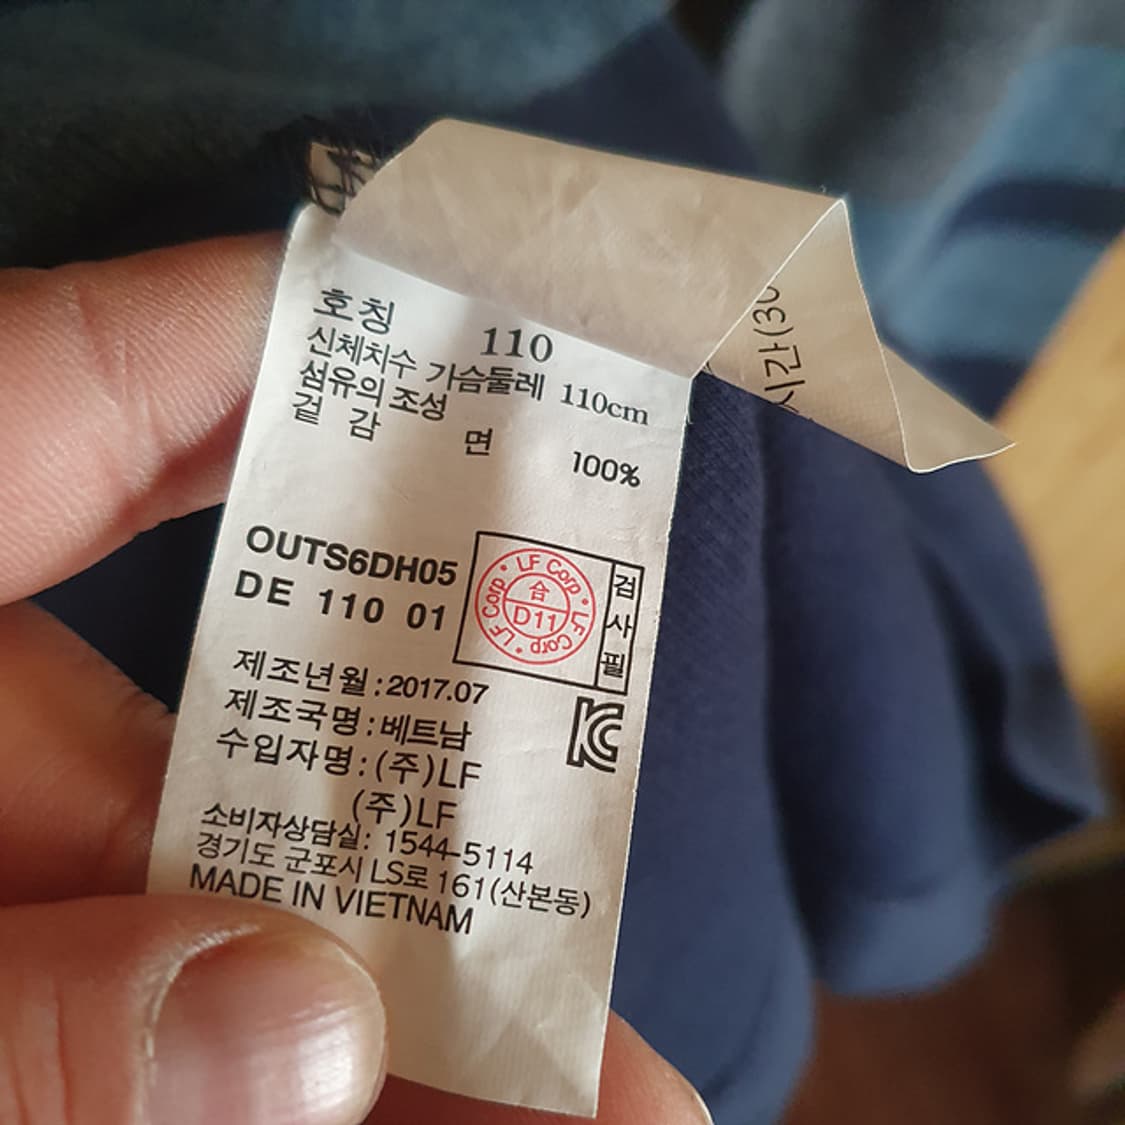 호칭 110
신체치수 가슴둘레 110cm
섬유의 조성
겉 감 면 100%
OUTS6DH05
DE 110 01
LF Corp • LF Corp • LF Corp •
合
D11
검사필
제조년월:2017.07
제조국명:베트남
수입자명:(주)LF
(주)LF
소비자상담실: 1544-5114
경기도 군포시 LS로 161(산본동)
MADE IN VIETNAM
시간(30